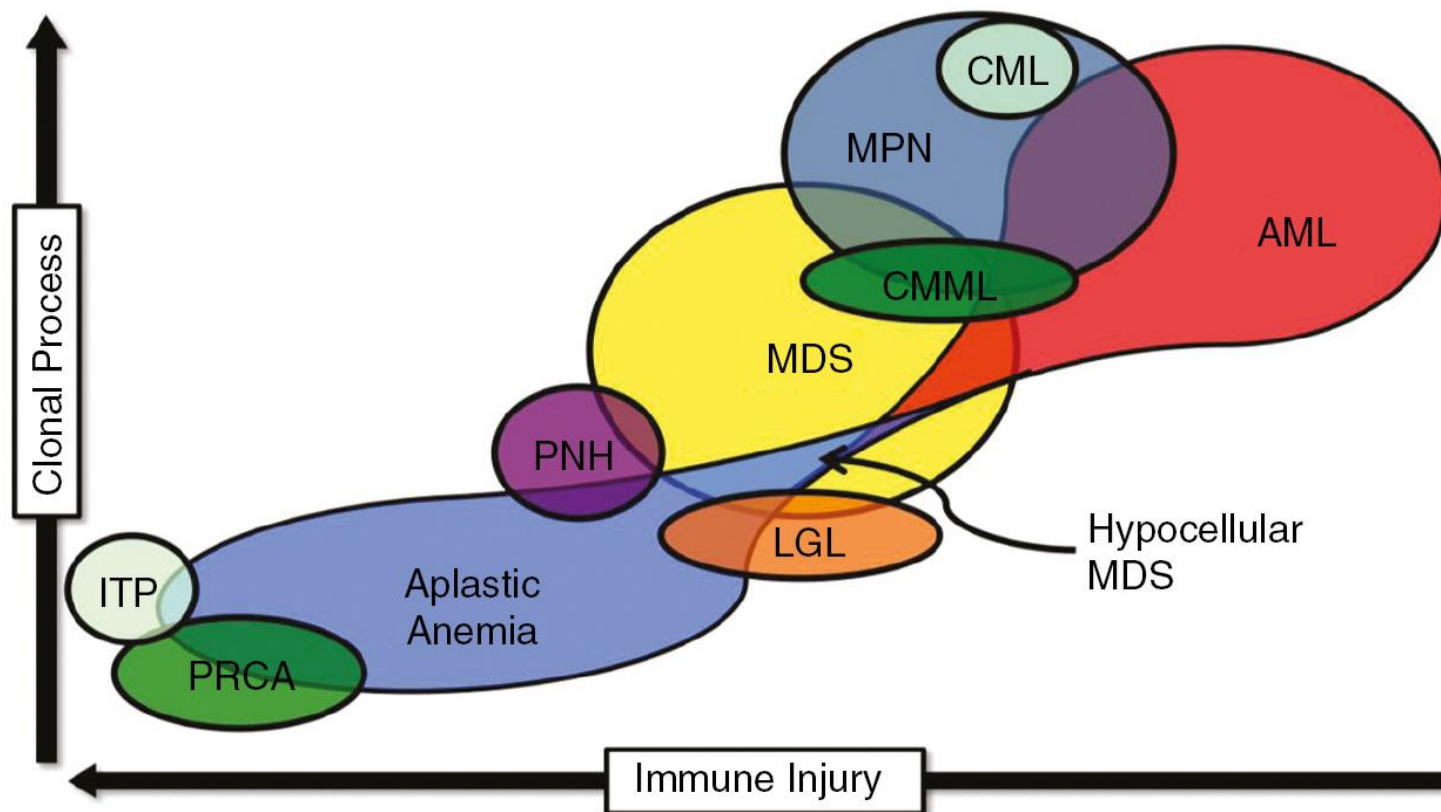 CML
MPN
AML
CMML
MDS
PNH
LGL
Hypocellular
MDS
ITP
Aplastic
Anemia
PRCA
Clonal Process
Immune Injury